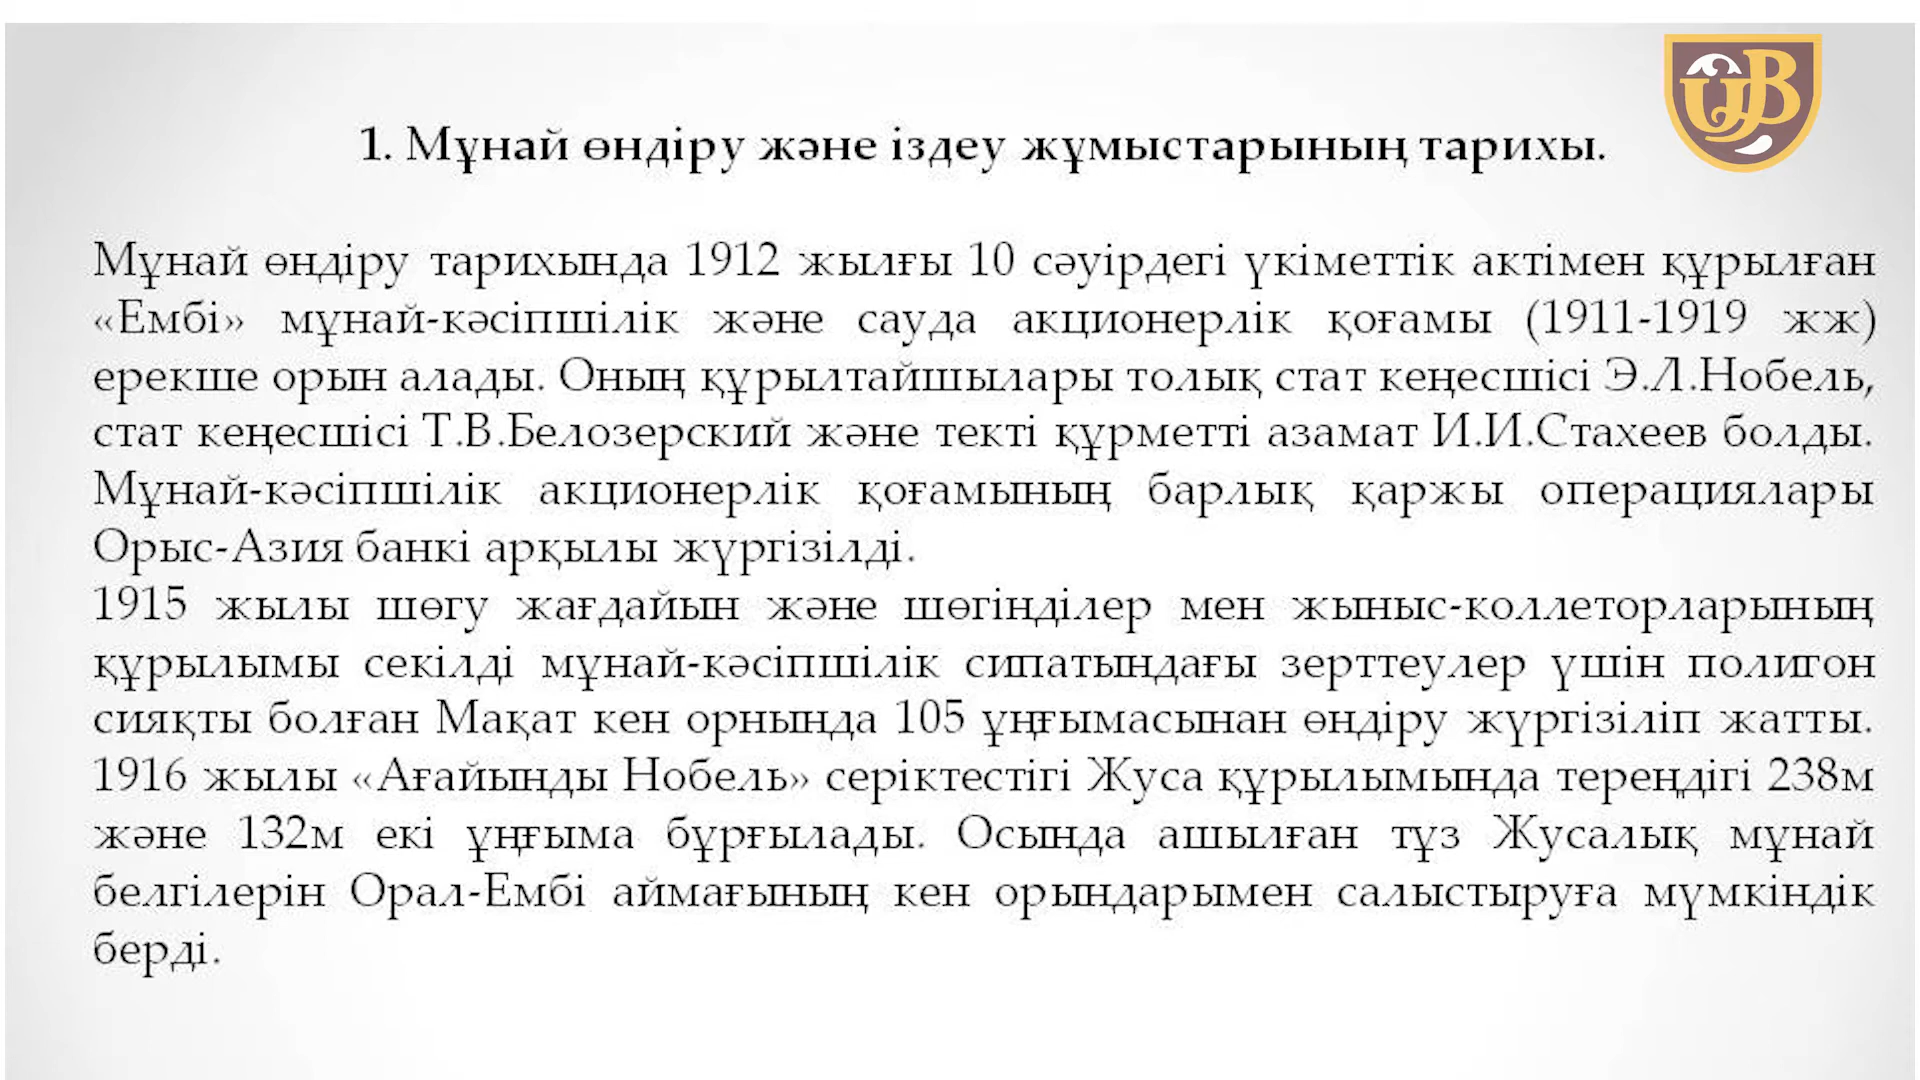 1. Мұнай өндіру және іздеу жұмыстарының тарихы.
Мұнай өндіру тарихында 1912 жылғы 10 сәуірдегі үкіметтік актімен құрылған
«Ембі» мұнай-кәсіпшілік және сауда акционерлік қоғамы (1911-1919 жж)
ерекше орын алады. Оның құрылтайшылары толық стат кеңесшісі Э.Л.Нобель,
стат кеңесшісі Т.В.Белозерский және текті құрметті азамат И.И.Стахеев болды.
Мұнай-кәсіпшілік акционерлік қоғамының барлық қаржы операциялары
Орыс-Азия банкі арқылы жүргізілді.
1915 жылы шөгу жағдайын және шөгінділер мен жыныс-коллеторларының
құрылымы секілді мұнай-кәсіпшілік сипатындағы зерттеулер үшін полигон
сияқты болған Мақат кен орнында 105 ұңғымасынан өндіру жүргізіліп жатты.
1916 жылы «Ағайынды Нобель» серіктестігі Жуса құрылымында тереңдігі 238м
және 132м екі ұңғыма бұрғылады. Осында ашылған тұз Жусалық мұнай
белгілерін Орал-Ембі аймағының кен орындарымен салыстыруға мүмкіндік
берді.